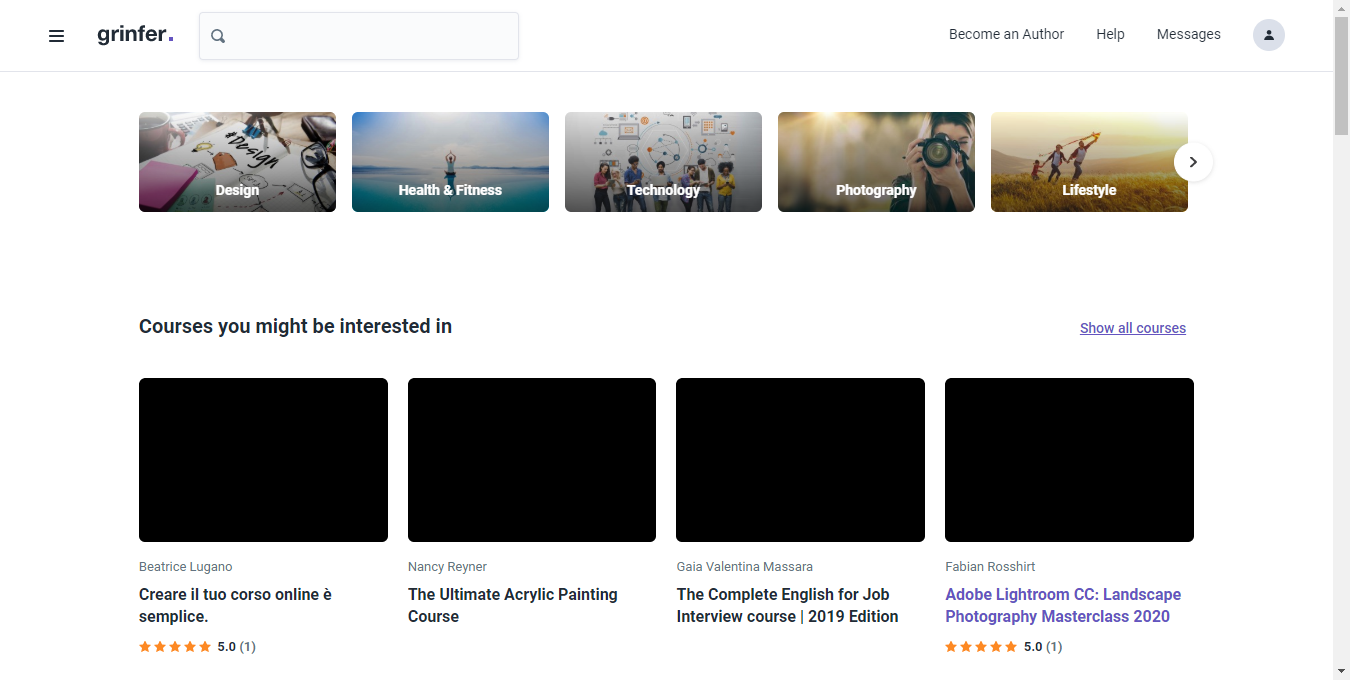 grinfer.
Become an Author
Help
Messages
#Design
Design
Health & Fitness
Technology
Photography
Lifestyle
Courses you might be interested in
Show all courses
Beatrice Lugano
Creare il tuo corso online è
semplice.
5.0 (1)
Nancy Reyner
The Ultimate Acrylic Painting
Course
Gaia Valentina Massara
The Complete English for Job
Interview course | 2019 Edition
Fabian Rosshirt
Adobe Lightroom CC: Landscape
Photography Masterclass 2020
5.0 (1)